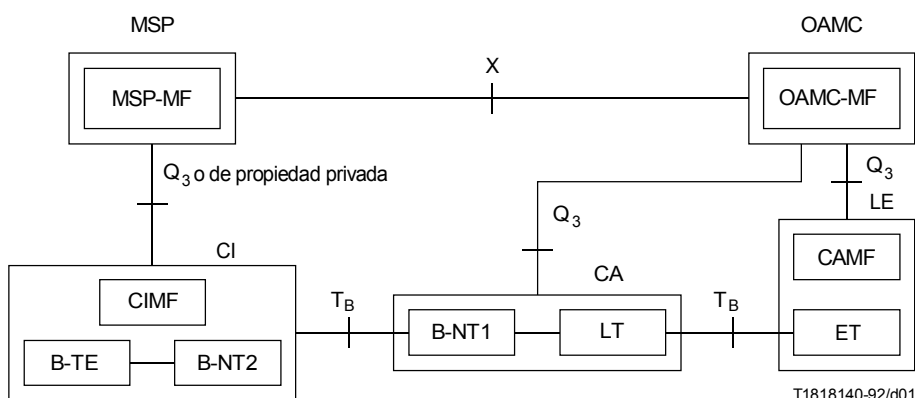 MSP
OAMC
MSP-MF
X
OAMC-MF
Q3 o de propiedad privada
Q3
LE
Q3
CI
CA
CAMF
CIMF
TB
TB
B-NT1
LT
ET
B-TE
B-NT2
T1818140-92/d01